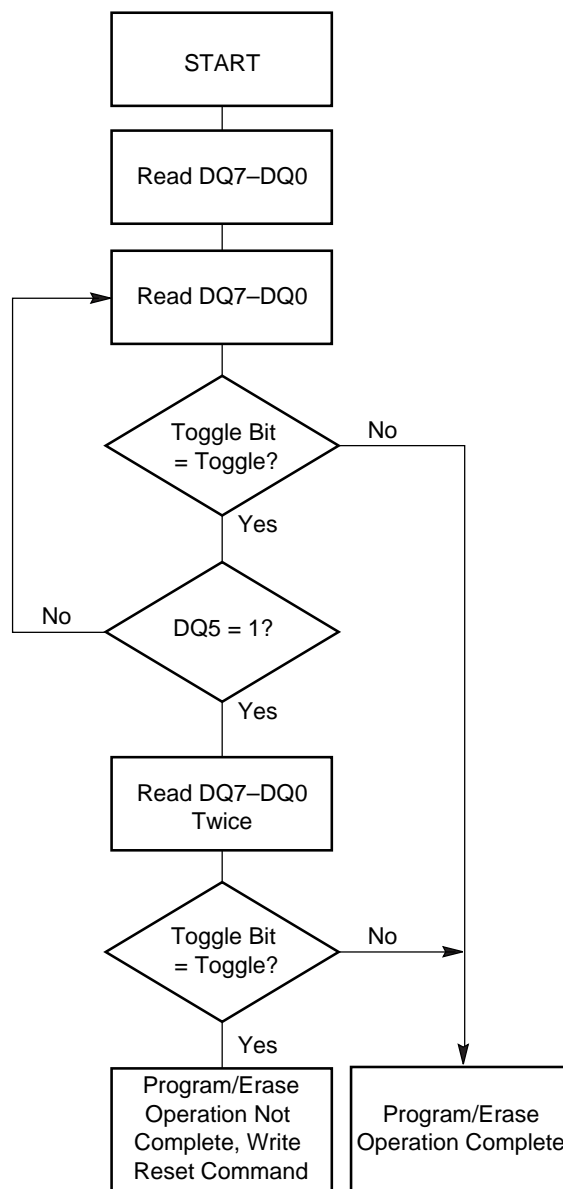 START
Read DQ7–DQ0
Read DQ7–DQ0
Toggle Bit
= Toggle?
No
Yes
No
DQ5 = 1?
Yes
Read DQ7–DQ0
Twice
Toggle Bit
= Toggle?
No
Yes
Program/Erase
Operation Not
Complete, Write
Reset Command
Program/Erase
Operation Complete